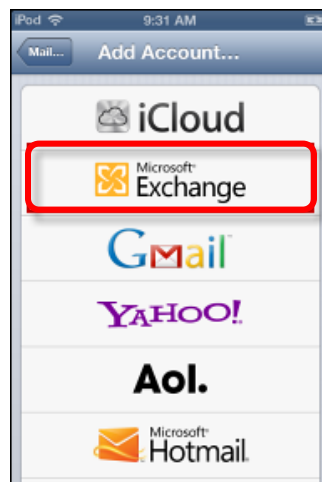 iPod 9:31 AM
Mail... Add Account...
iCloud
Microsoft
Exchange
Gmail
YAHOO!
Aol.
Microsoft
Hotmail